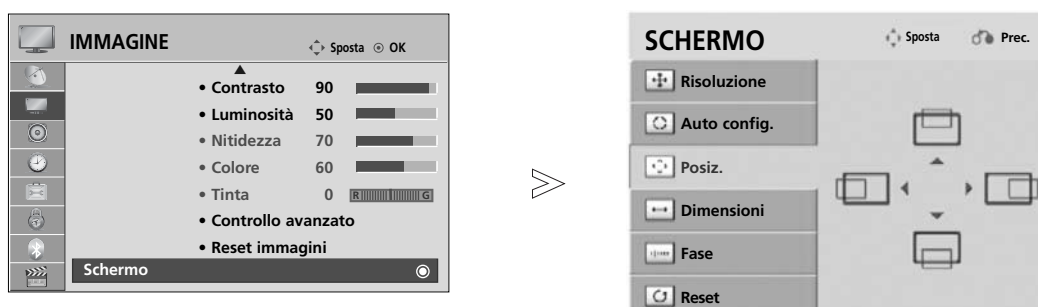 IMMAGINE
Sposta OK
• Contrasto 90
• Luminosità 50
• Nitidezza 70
• Colore 60
• Tinta 0 R G
• Controllo avanzato
• Reset immagini
Schermo
SCHERMO
Sposta Prec.
Risoluzione
Auto config.
Posiz.
Dimensioni
Fase
Reset